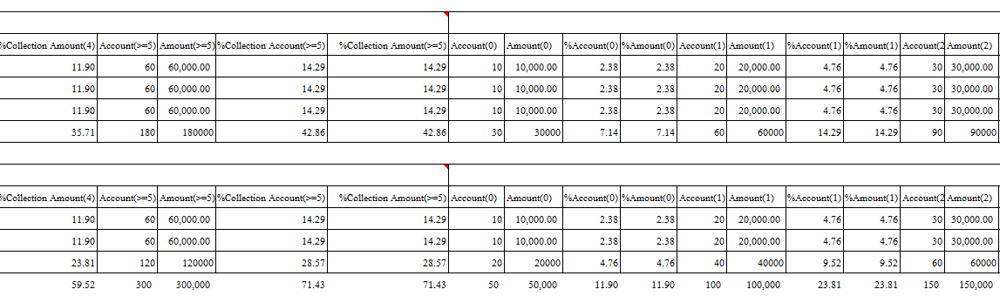 %Collection Amount(4) Account(>=5) Amount(>=5) %Collection Account(>=5) %Collection Amount(>=5) Account(0) Amount(0) %Account(0) %Amount(0) Account(1) Amount(1) %Account(1) %Amount(1) Account(2 Amount(2)
11.90 60 60,000.00 14.29 14.29 10 10,000.00 2.38 2.38 20 20,000.00 4.76 4.76 30 30,000.00
11.90 60 60,000.00 14.29 14.29 10 10,000.00 2.38 2.38 20 20,000.00 4.76 4.76 30 30,000.00
11.90 60 60,000.00 14.29 14.29 10 10,000.00 2.38 2.38 20 20,000.00 4.76 4.76 30 30,000.00
35.71 180 180000 42.86 42.86 30 30000 7.14 7.14 60 60000 14.29 14.29 90 90000
%Collection Amount(4) Account(>=5) Amount(>=5) %Collection Account(>=5) %Collection Amount(>=5) Account(0) Amount(0) %Account(0) %Amount(0) Account(1) Amount(1) %Account(1) %Amount(1) Account(2 Amount(2)
11.90 60 60,000.00 14.29 14.29 10 10,000.00 2.38 2.38 20 20,000.00 4.76 4.76 30 30,000.00
11.90 60 60,000.00 14.29 14.29 10 10,000.00 2.38 2.38 20 20,000.00 4.76 4.76 30 30,000.00
23.81 120 120000 28.57 28.57 20 20000 4.76 4.76 40 40000 9.52 9.52 60 60000
59.52 300 300,000 71.43 71.43 50 50,000 11.90 11.90 100 100,000 23.81 23.81 150 150,000